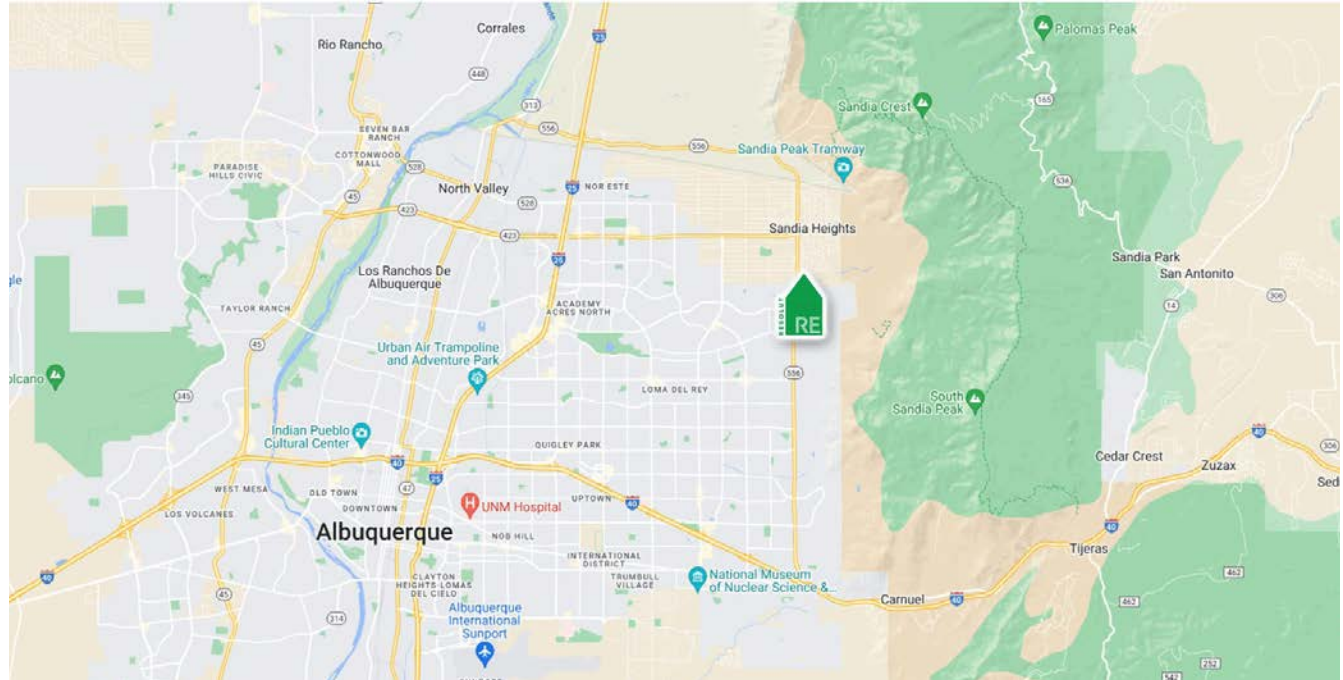 Corrales
Rio Rancho
25
Palomas Peak
448
165
Sandia Crest
313
SEVEN BAR
RANCH
556
COTTONWOOD
MALL
556
Sandia Peak Tramway
PARADISE
HILLS CIVIC
528
536
North Valley
25
NOR ESTE
45
528
423
423
Sandia Heights
25
Sandia Park
San Antonito
Los Ranchos De
Albuquerque
306
14
TAYLOR RANCH
ACADEMY
ACRES NORTH
RESOLUT
RE
45
Urban Air Trampoline
and Adventure Park
556
LOMA DEL REY
345
South
Sandia Peak
Indian Pueblo
Cultural Center
QUIGLEY PARK
40
306
40
25
Cedar Crest
Zuzax
47
WEST MESA
OLD TOWN
UPTOWN
40
DOWNTOWN
UNM Hospital
LOS VOLCANES
Albuquerque
NOB HILL
40
Tijeras
INTERNATIONAL
DISTRICT
40
CLAYTON
HEIGHTS-LOMAS
DEL CIELO
TRUMBULL
VILLAGE
National Museum
of Nuclear Science &...
462
45
Carnuel
40
462
Albuquerque
International
Sunport
314
252
542